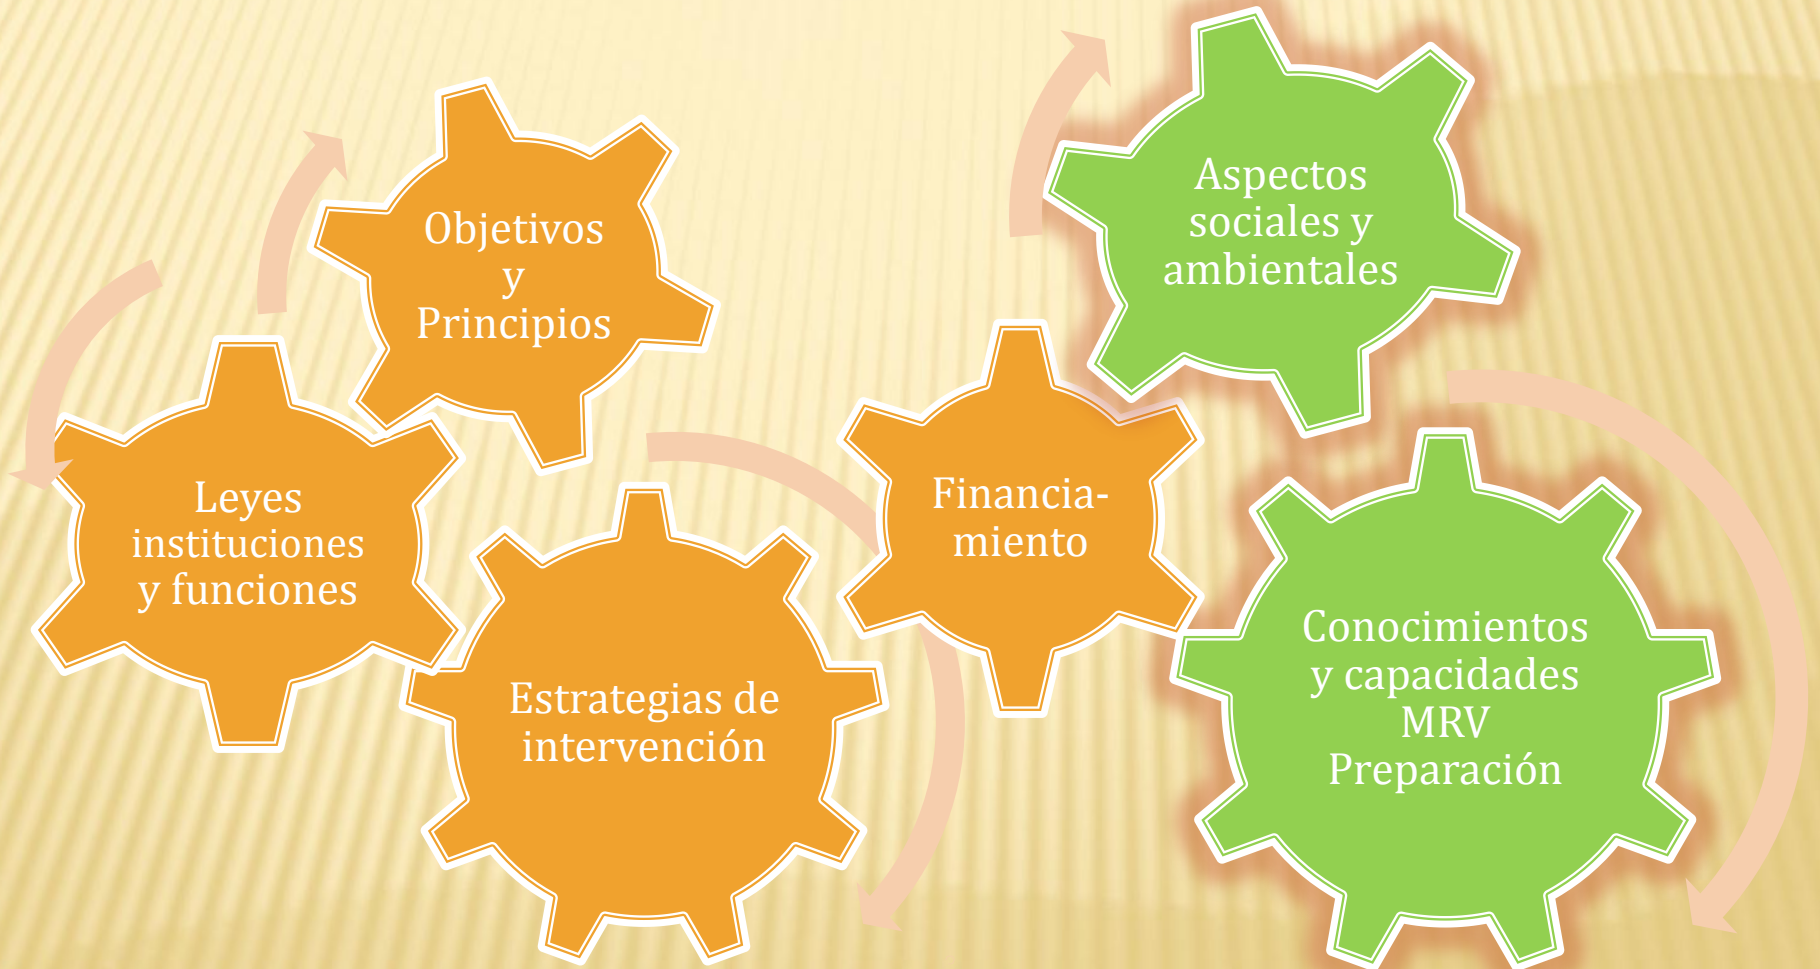 Objetivos
y
Principios
Leyes
instituciones
y funciones
Estrategias de
intervención
Financia-
miento
Aspectos
sociales y
ambientales
Conocimientos
y capacidades
MRV
Preparación